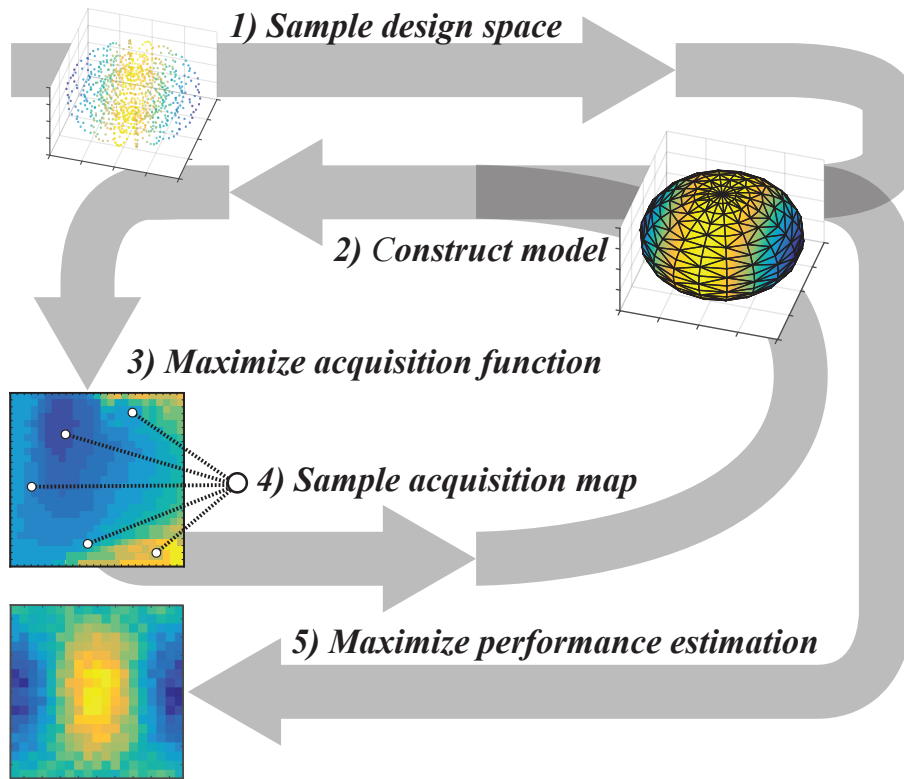 1) Sample design space
2) Construct model
3) Maximize acquisition function
4) Sample acquisition map
5) Maximize performance estimation